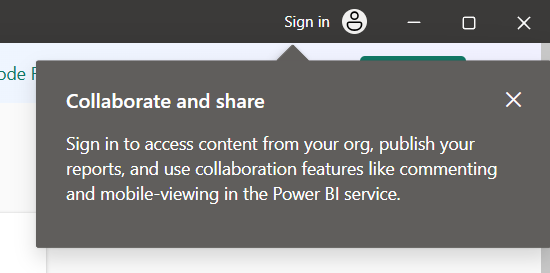 Sign in
ode
Collaborate and share
Sign in to access content from your org, publish your
reports, and use collaboration features like commenting
and mobile-viewing in the Power BI service.